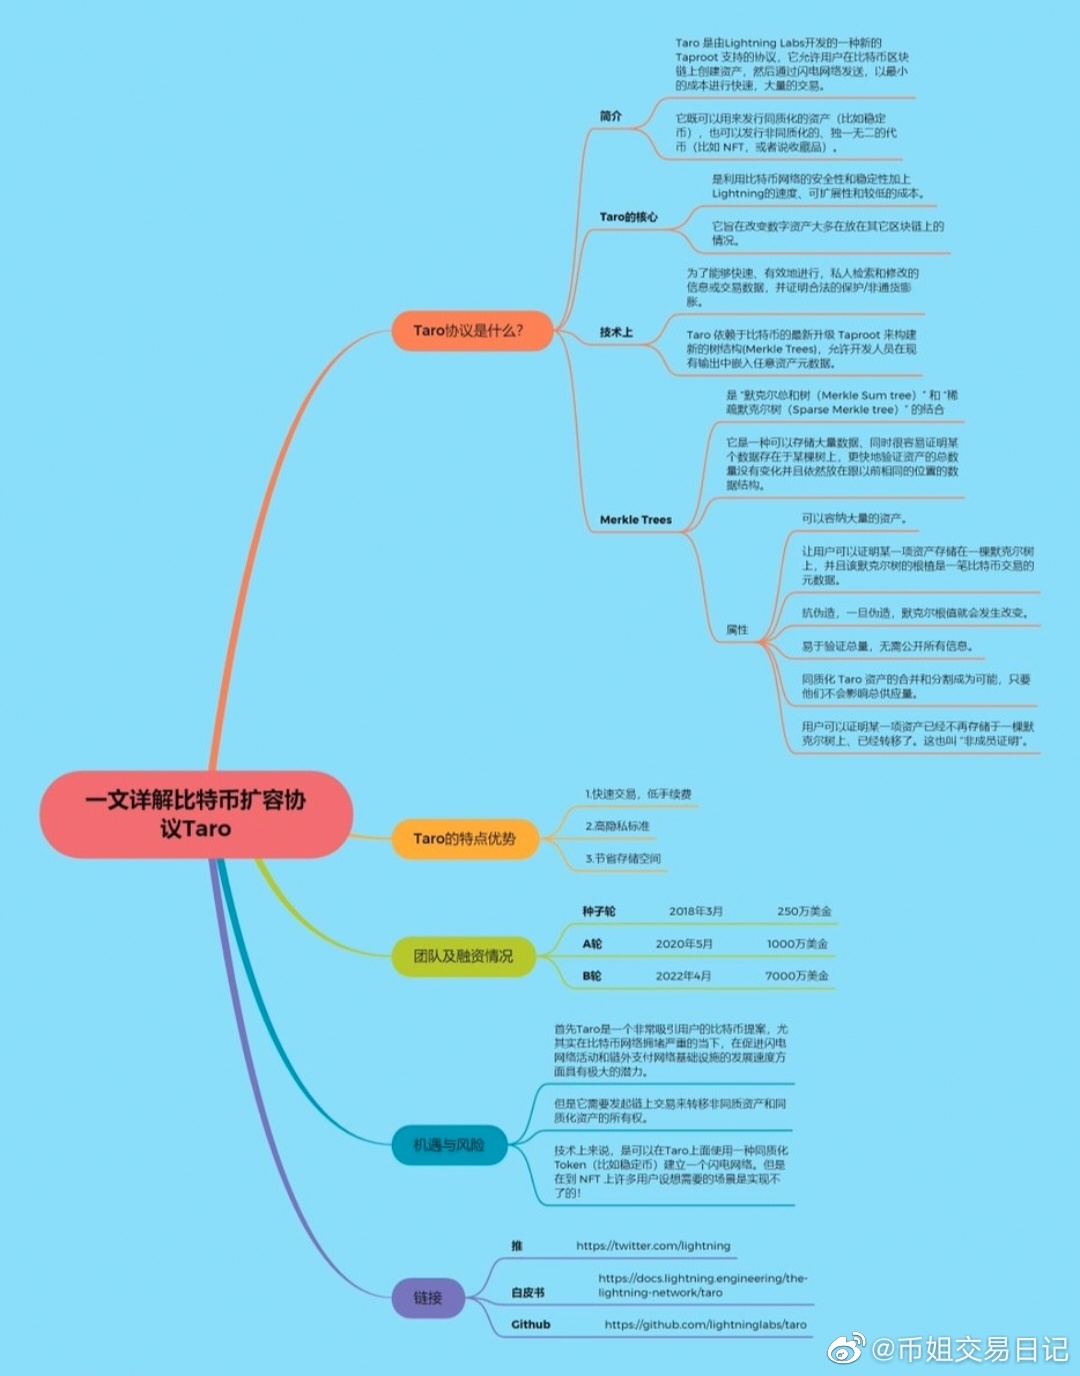 Taro 是由Lightning Labs开发的一种新的
Taproot 支持的协议，它允许用户在比特币区块
链上创建资产，然后通过闪电网络发送，以最小
的成本进行快速，大量的交易。
简介
它既可以用来发行同质化的资产（比如稳定
币），也可以发行非同质化的、独一无二的代
币（比如 NFT，或者说收藏品）。
是利用比特币网络的安全性和稳定性加上
Lightning的速度、可扩展性和较低的成本。
Taro的核心
它旨在改变数字资产大多在放在其它区块链上的
情况。
为了能够快速、有效地进行，私人检索和修改的
信息或交易数据，并证明合法的保护/非通货膨
胀。
Taro协议是什么？
技术上
Taro 依赖于比特币的最新升级 Taproot 来构建
新的树结构(Merkle Trees)，允许开发人员在现
有输出中嵌入任意资产元数据。
是 “默克尔总和树（Merkle Sum tree）” 和 “稀
疏默克尔树（Sparse Merkle tree）” 的结合
它是一种可以存储大量数据、同时很容易证明某
个数据存在于某棵树上，更快地验证资产的总数
量没有变化并且依然放在跟以前相同的位置的数
据结构。
Merkle Trees
可以容纳大量的资产。
让用户可以证明某一项资产存储在一棵默克尔树
上，并且该默克尔树的根植是一笔比特币交易的
元数据。
抗伪造，一旦伪造，默克尔根值就会发生改变。
属性
易于验证总量，无需公开所有信息。
同质化 Taro 资产的合并和分割成为可能，只要
他们不会影响总供应量。
用户可以证明某一项资产已经不再存储于一棵默
克尔树上、已经转移了。这也叫 “非成员证明”。
一文详解比特币扩容协
议Taro
Taro的特点优势
1.快速交易，低手续费
2.高隐私标准
3.节省存储空间
团队及融资情况
种子轮 2018年3月 250万美金
A轮 2020年5月 1000万美金
B轮 2022年4月 7000万美金
首先Taro是一个非常吸引用户的比特币提案，尤
其实在比特币网络拥堵严重的当下，在促进闪电
网络活动和链外支付网络基础设施的发展速度方
面具有极大的潜力。
但是它需要发起链上交易来转移非同质资产和同
质化资产的所有权。
机遇与风险
技术上来说，是可以在Taro上面使用一种同质化
Token（比如稳定币）建立一个闪电网络。但是
在到 NFT 上许多用户设想需要的场景是实现不
了的！
链接
推 https://twitter.com/lightning
白皮书 https://docs.lightning.engineering/the-
lightning-network/taro
Github https://github.com/lightninglabs/taro
@币姐交易日记